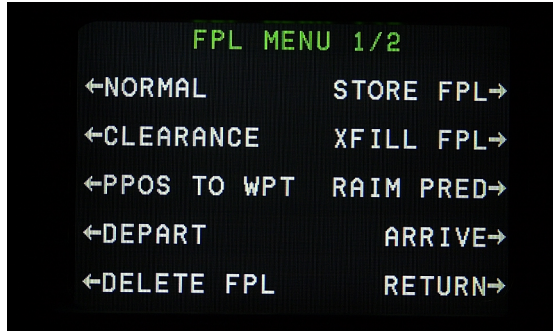 FPL MENU 1/2
←NORMAL STORE FPL→
←CLEARANCE XFILL FPL→
←PPOS TO WPT RAIM PRED→
←DEPART ARRIVE→
←DELETE FPL RETURN→